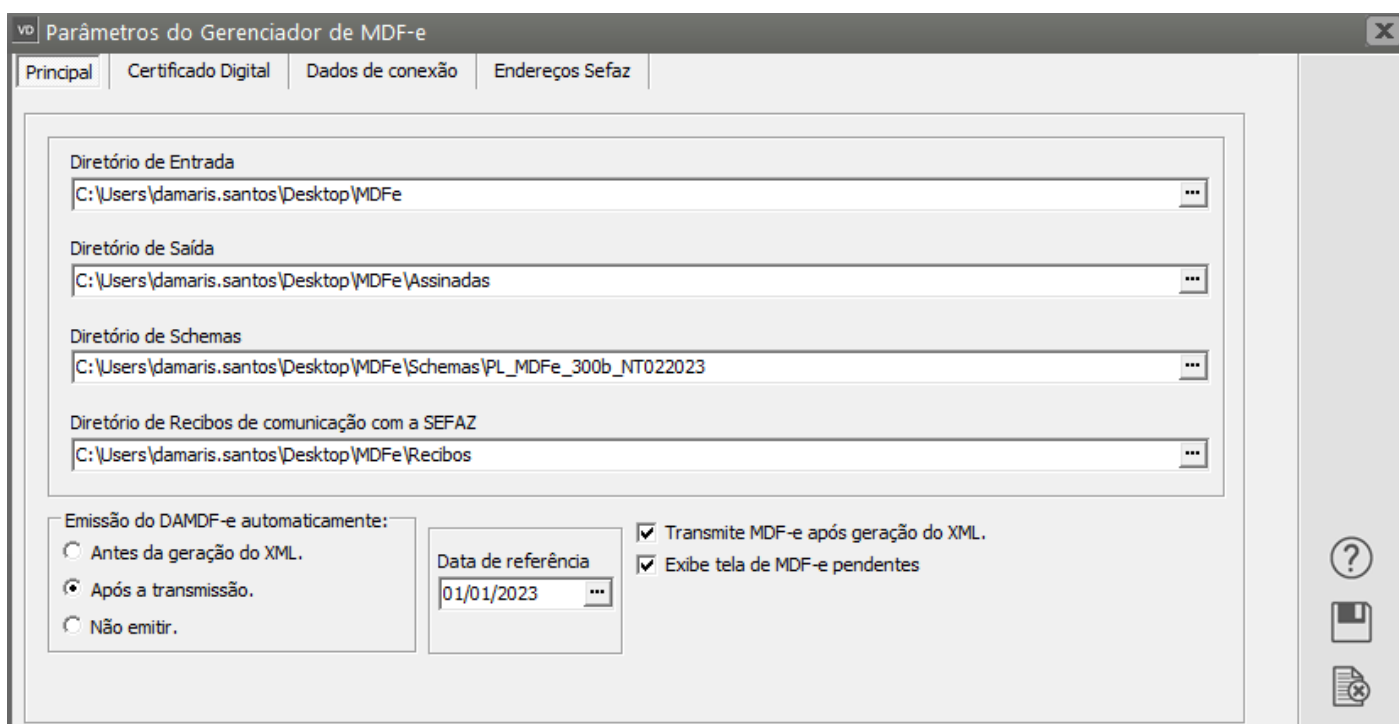 VD Parâmetros do Gerenciador de MDF-e
Principal
Certificado Digital
Dados de conexão
Endereços Sefaz
Diretório de Entrada
C:\Users\damaris.santos\Desktop\MDFe
Diretório de Saída
C:\Users\damaris.santos\Desktop\MDFe\Assinadas
Diretório de Schemas
C:\Users\damaris.santos\Desktop\MDFe\Schemas\PL_MDFe_300b_NT022023
Diretório de Recibos de comunicação com a SEFAZ
C:\Users\damaris.santos\Desktop\MDFe\Recibos
Emissão do DAMDF-e automaticamente:
Antes da geração do XML.
Após a transmissão.
Não emitir.
Data de referência
01/01/2023
Transmite MDF-e após geração do XML.
Exibe tela de MDF-e pendentes